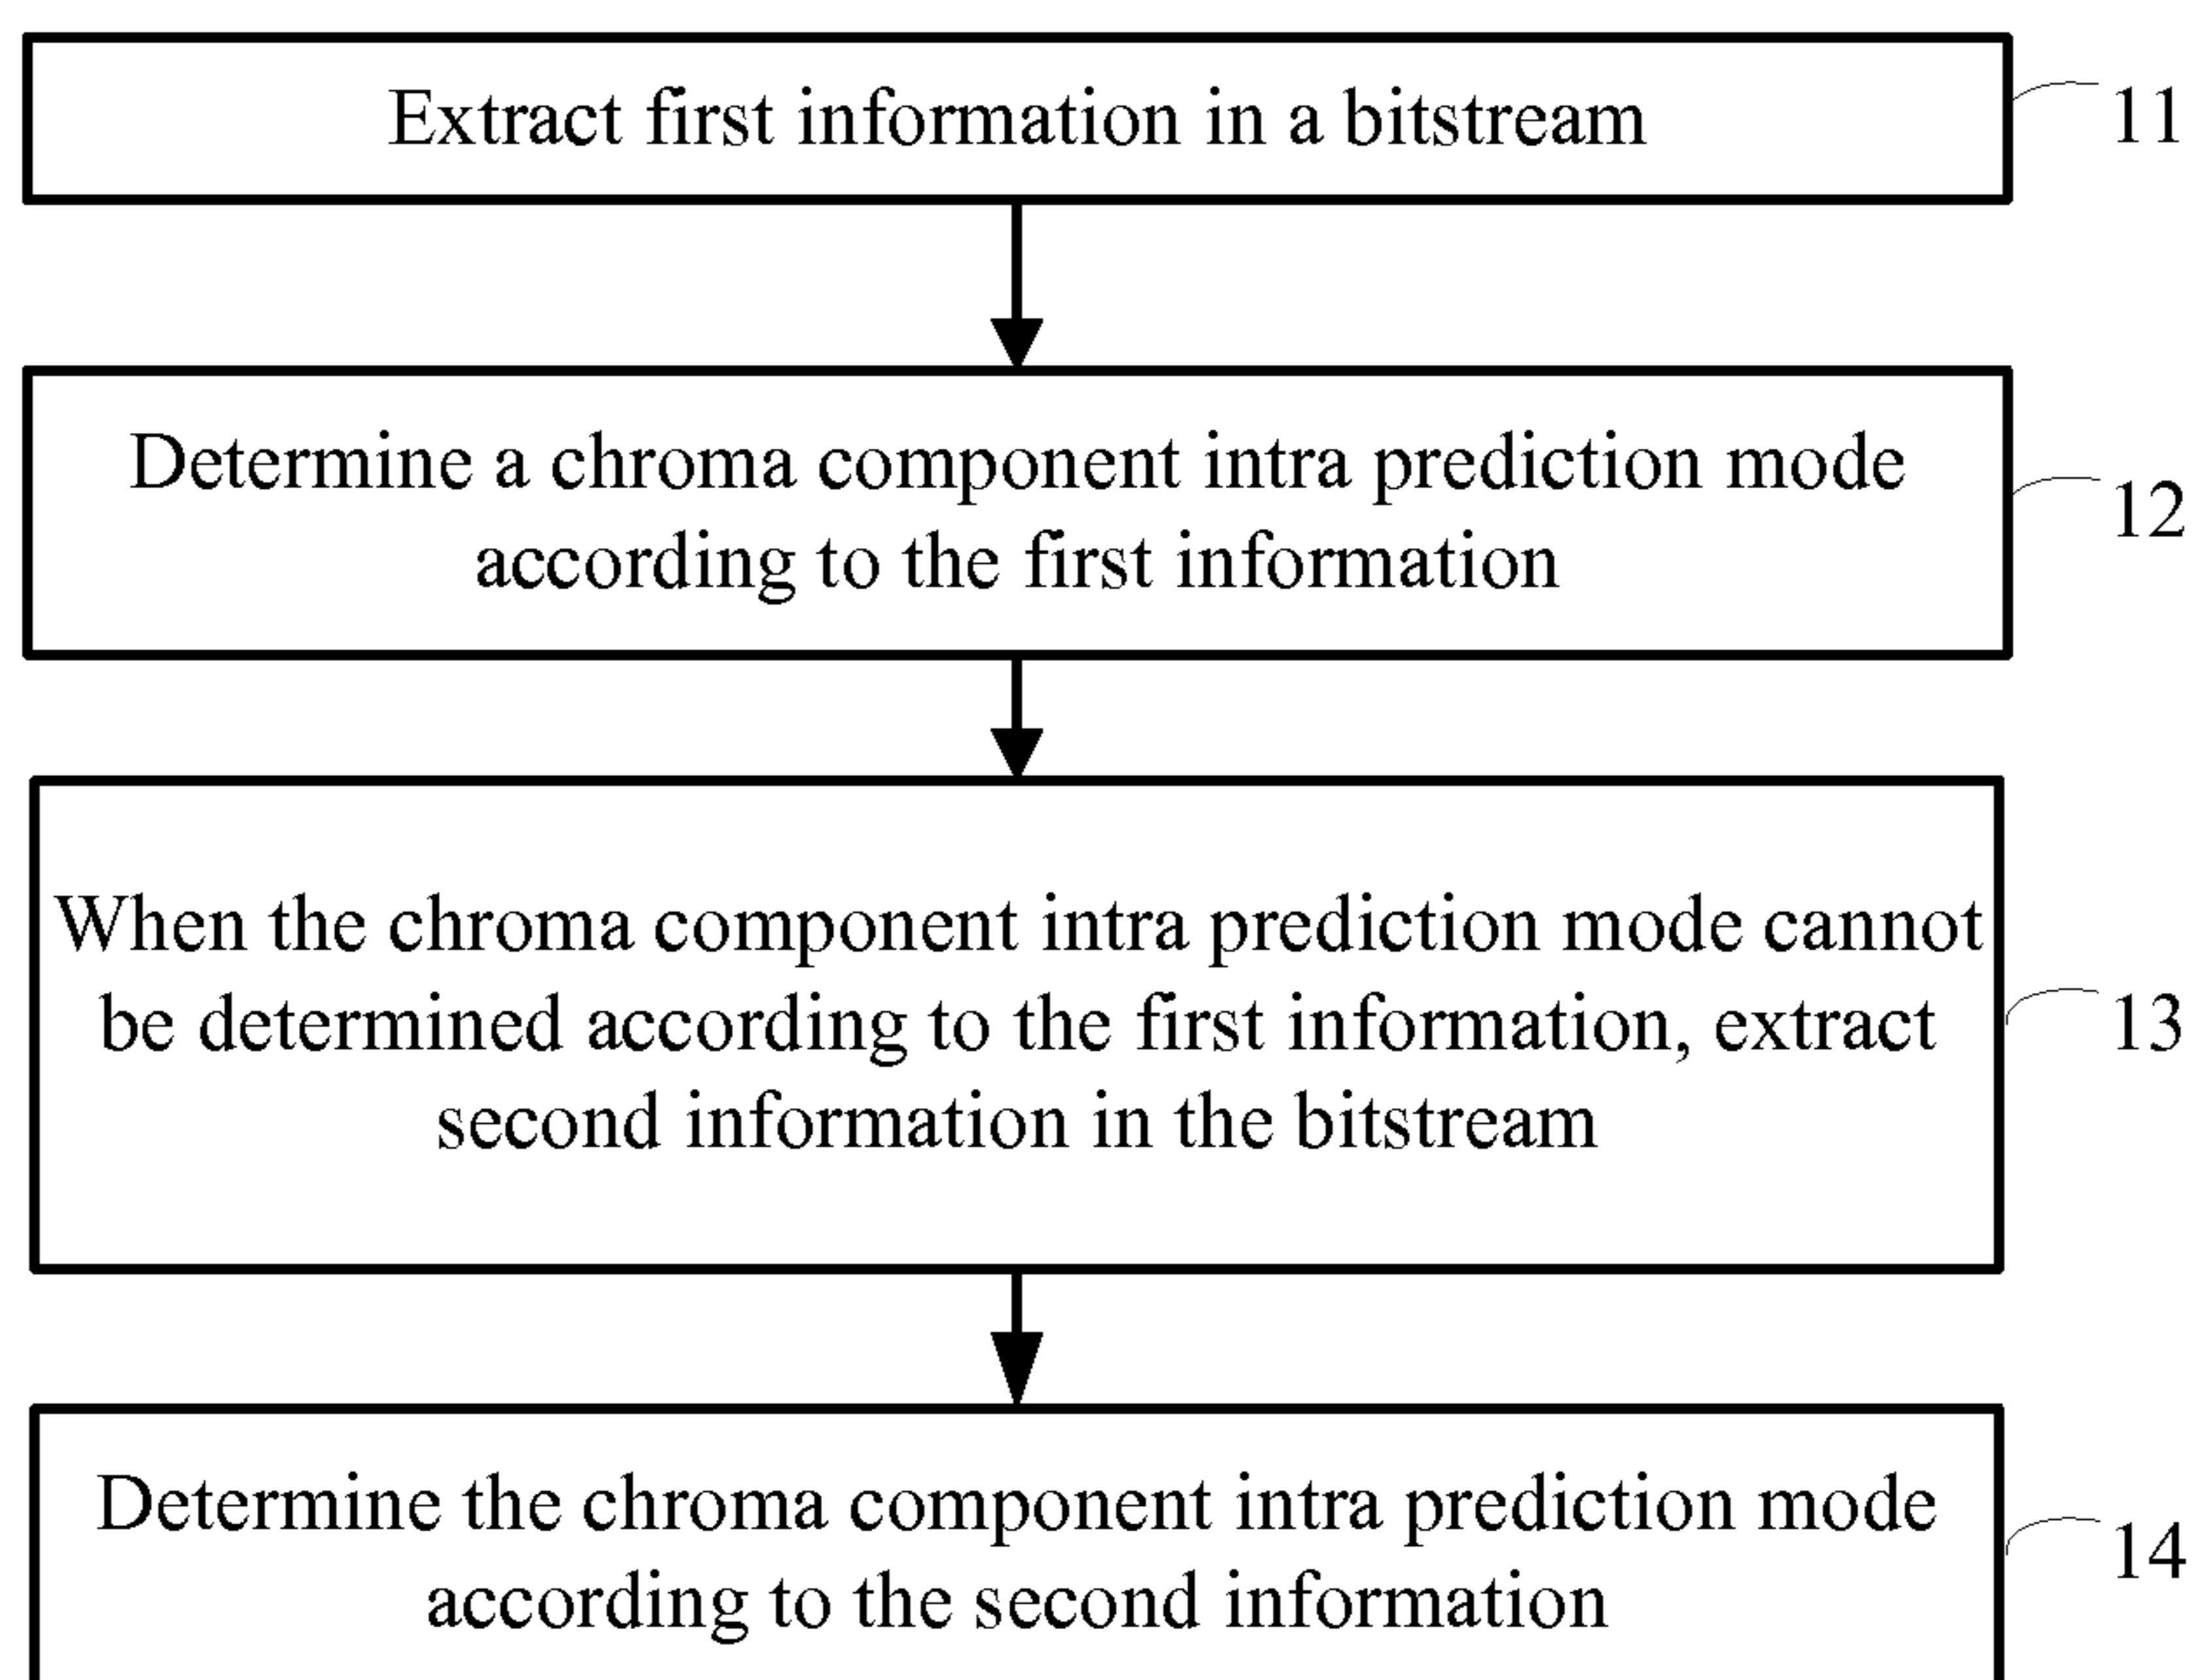 Extract first information in a bitstream
11
Determine a chroma component intra prediction mode
according to the first information
12
When the chroma component intra prediction mode cannot
be determined according to the first information, extract
second information in the bitstream
13
Determine the chroma component intra prediction mode
according to the second information
14